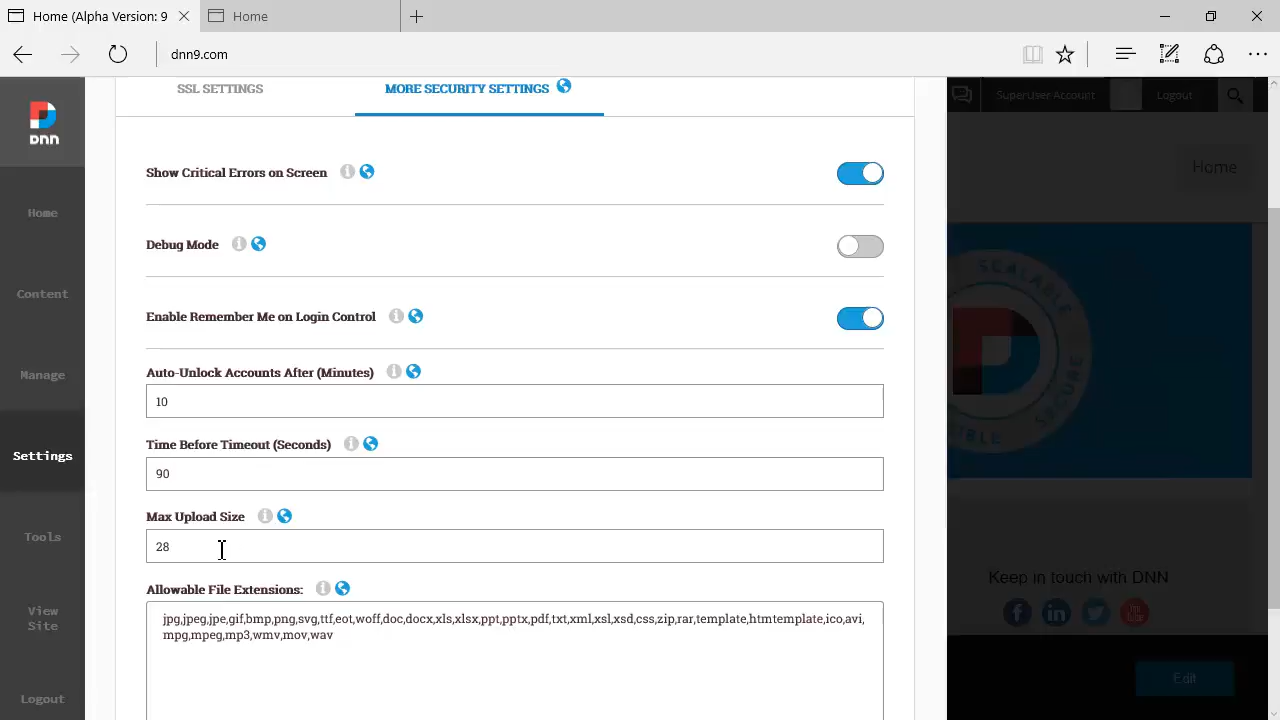 Home (Alpha Version: 9
Home
dnn9.com
DNN
Home
Content
Manage
Settings
Tools
View
Site
Logout
SSL SETTINGS
MORE SECURITY SETTINGS
Show Critical Errors on Screen
Debug Mode
Enable Remember Me on Login Control
Auto-Unlock Accounts After (Minutes)
10
Time Before Timeout (Seconds)
90
Max Upload Size
28
Allowable File Extensions:
jpg,jpeg,jpe,gif,bmp,png,svg,ttf,eot,woff,doc,docx,xls,xlsx,ppt,pptx,pdf,txt,xml,xsl,xsd,css,zip,rar,template,htmtemplate,ico,avi,
mpg,mpeg,mp3,wmv,mov,wav
SuperUser Account
Logout
Home
SCALABLE
SECURE
Keep in touch with DNN
You
Tube
Edit